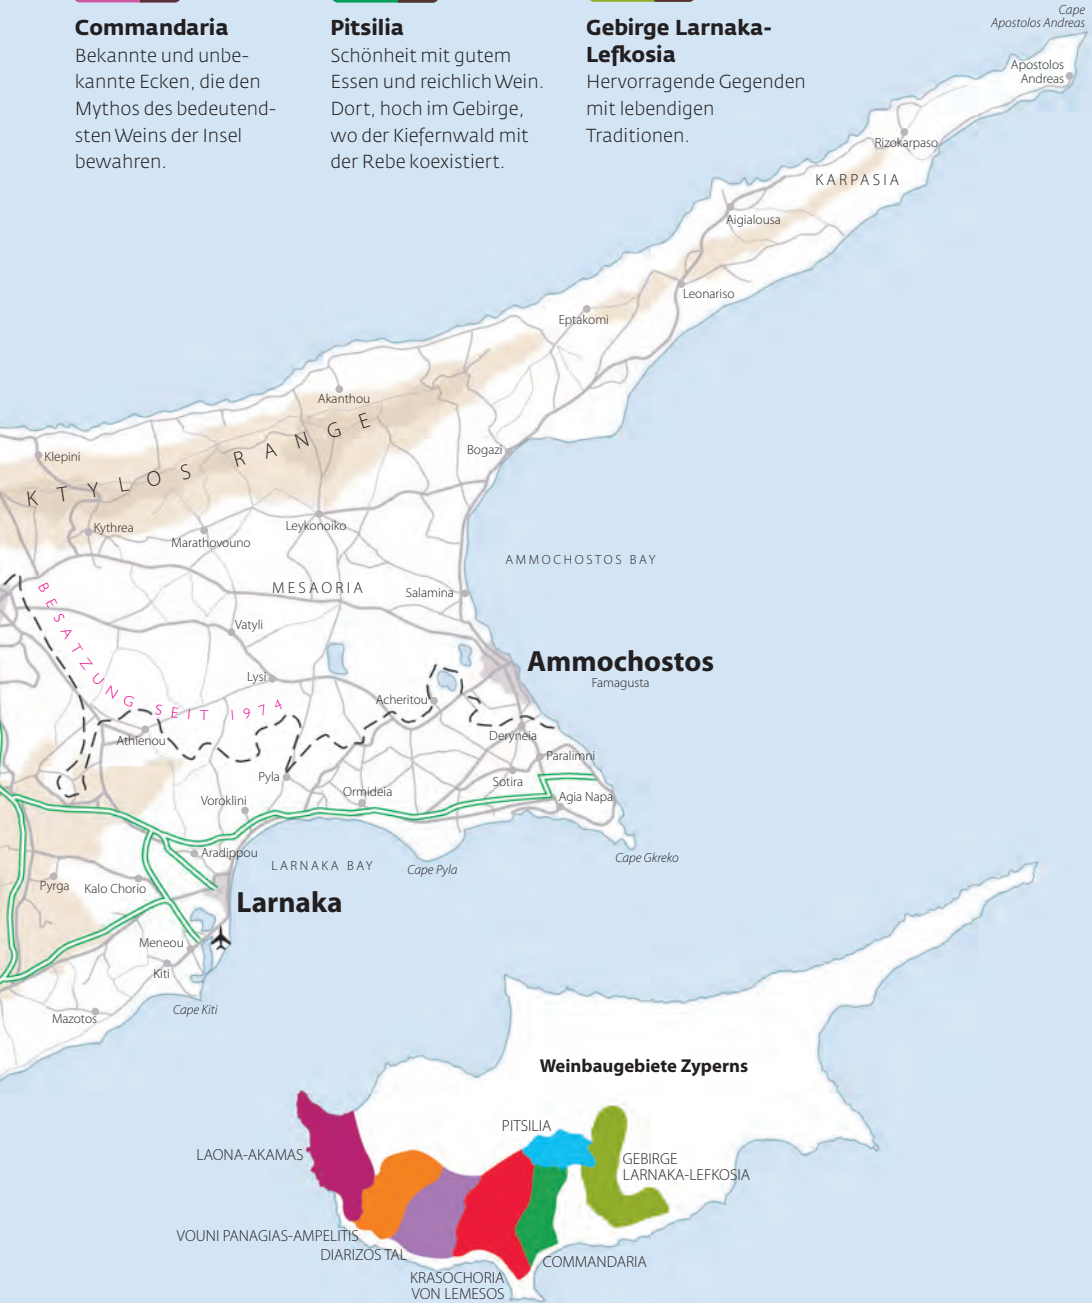 Commandaria
Bekannte und unbe-
kannte Ecken, die den
Mythos des bedeutend-
sten Weins der Insel
bewahren.
Pitsilia
Schönheit mit gutem
Essen und reichlich Wein.
Dort, hoch im Gebirge,
wo der Kiefernwald mit
der Rebe koexistiert.
Gebirge Larnaka-
Lefkosia
Hervorragende Gegenden
mit lebendigen
Traditionen.
Cape
Apostolos Andreas
Apostolos
Andreas
Rizokarpaso
KARPASIA
Aigialousa
Leonariso
Eptakomi
Akanthou
Bogazi
Klepini
KTYLOS RANGE
Kythrea
Marathovouno
Leykonoiko
AMMOCHOSTOS BAY
MESAORIA
Salamina
BESATZUNG SEIT 1974
Vatyli
Lysi
Ammochostos
Famagusta
Acheritou
Athienou
Deryneia
Paralimni
Pyla
Sotira
Ormideia
Voroklini
Agia Napa
Aradippou
LARNAKA BAY
Cape Pyla
Cape Gkreko
Pyrga
Kalo Chorio
Larnaka
Meneou
Kiti
Cape Kiti
Mazotos
Weinbaugebiete Zyperns
PITSILIA
LAONA-AKAMAS
GEBIRGE
LARNAKA-LEFKOSIA
VOUNI PANAGIAS-AMPELITIS
DIARIZOS TAL
COMMANDARIA
KRASOCHORIA
VON LEMESOS